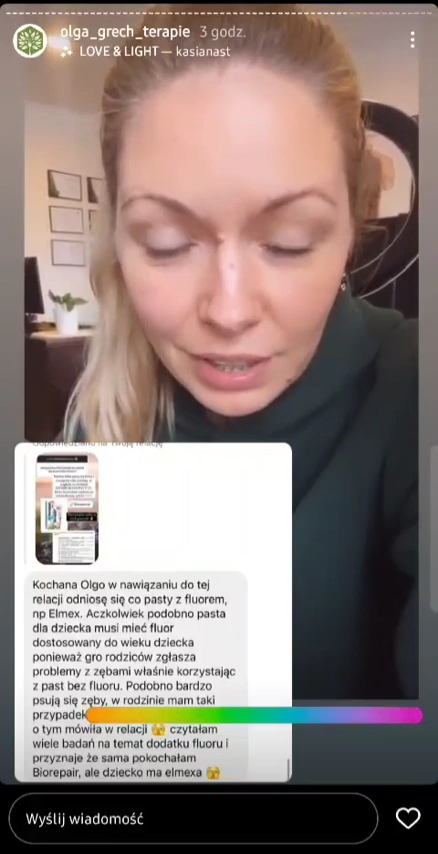 olga_grech_terapie 3 godz.
LOVE & LIGHT — kasianast
Kochana Olgo w nawiązaniu do tej
relacji odniosę się co pasty z fluorem,
np Elmex. Aczkolwiek podobno pasta
dla dziecka musi mieć fluor
dostosowany do wieku dziecka
ponieważ gro rodziców zgłasza
problemy z zębami właśnie korzystając
z past bez fluoru. Podobno bardzo
psują się zęby, w rodzinie mam taki
przypadek
o tym mówiła w relacji 🫣 czytałam
wiele badań na temat dodatku fluoru i
przyznaje że sama pokochałam
Biorepair, ale dziecko ma elmexa 🫣
Wyślij wiadomość